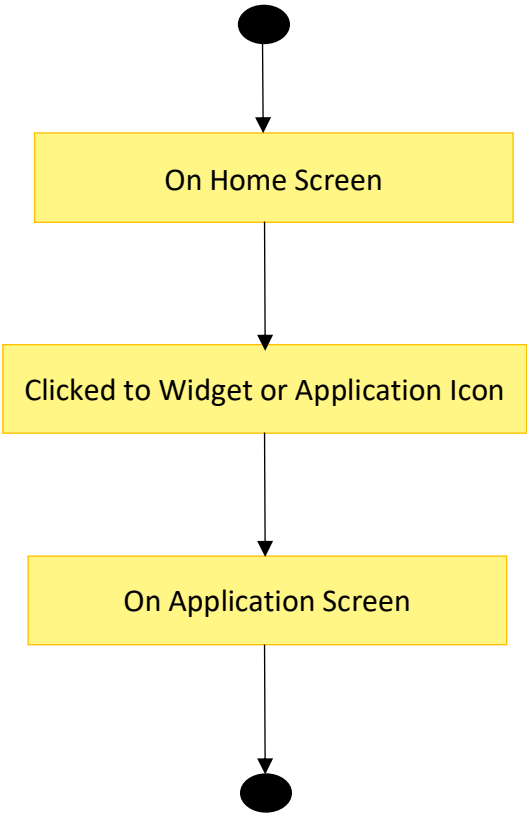 On Home Screen
Clicked to Widget or Application Icon
On Application Screen